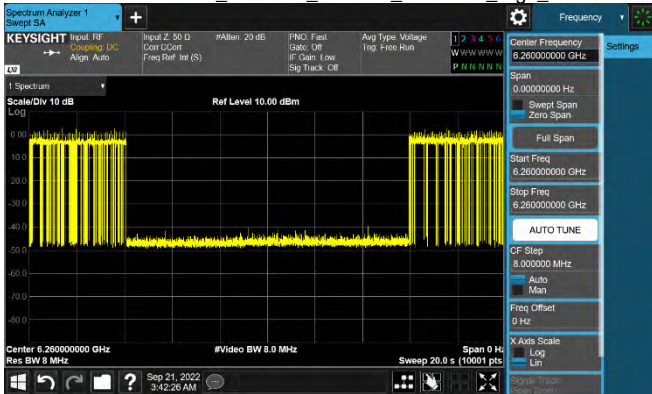 Spectrum Analyzer 1
Swept SA
Frequency
KEYSIGHT
Input: RF
Coupling: DC
Align: Auto
Input Z: 50 Ω
Corr CCorr
Freq Ref: Int (S)
#Atten: 20 dB
PNO: Fast
Gate: Off
IF Gain: Low
Sig Track: Off
Avg Type: Voltage
Trig: Free Run
1 2 3 4 5 6
W W W W W W
P N N N N N
LXI
1 Spectrum
Scale/Div 10 dB
Ref Level 10.00 dBm
Log
0.00
-10.0
-20.0
-30.0
-40.0
-50.0
-60.0
-70.0
-80.0
Center 6.260000000 GHz
#Video BW 8.0 MHz
Span 0 Hz
Res BW 8 MHz
Sweep 20.0 s (10001 pts
Sep 21, 2022
3:42:26 AM
Settings
Center Frequency
6.260000000 GHz
Span
0.00000000 Hz
Swept Span
Zero Span
Full Span
Start Freq
6.260000000 GHz
Stop Freq
6.260000000 GHz
AUTO TUNE
CF Step
8.000000 MHz
Auto
Man
Freq Offset
0 Hz
X Axis Scale
Log
Lin
Signal Track